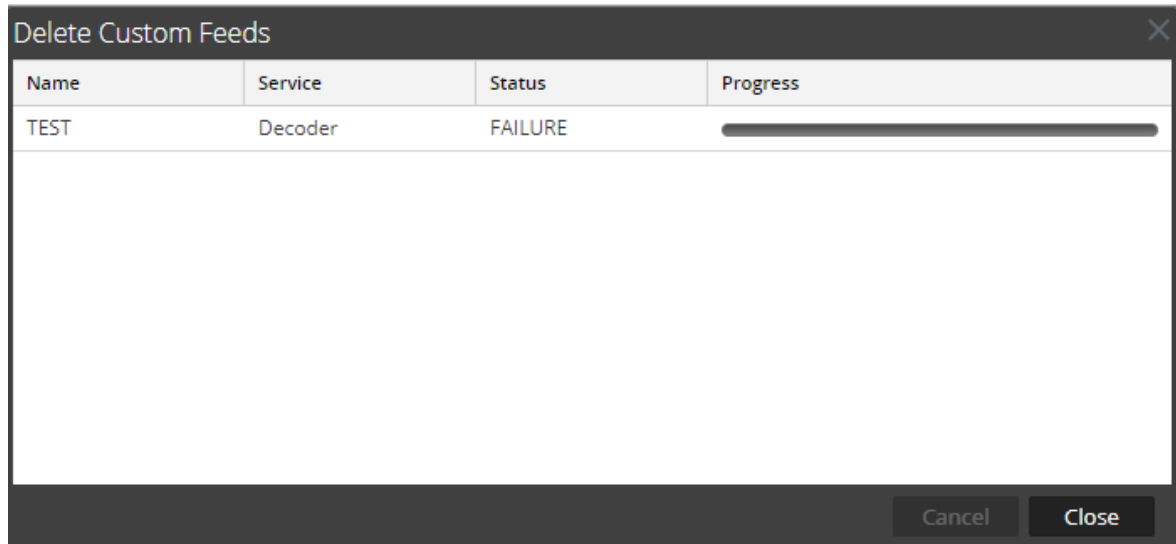 Delete Custom Feeds
Name Service Status Progress
TEST Decoder FAILURE
Cancel Close